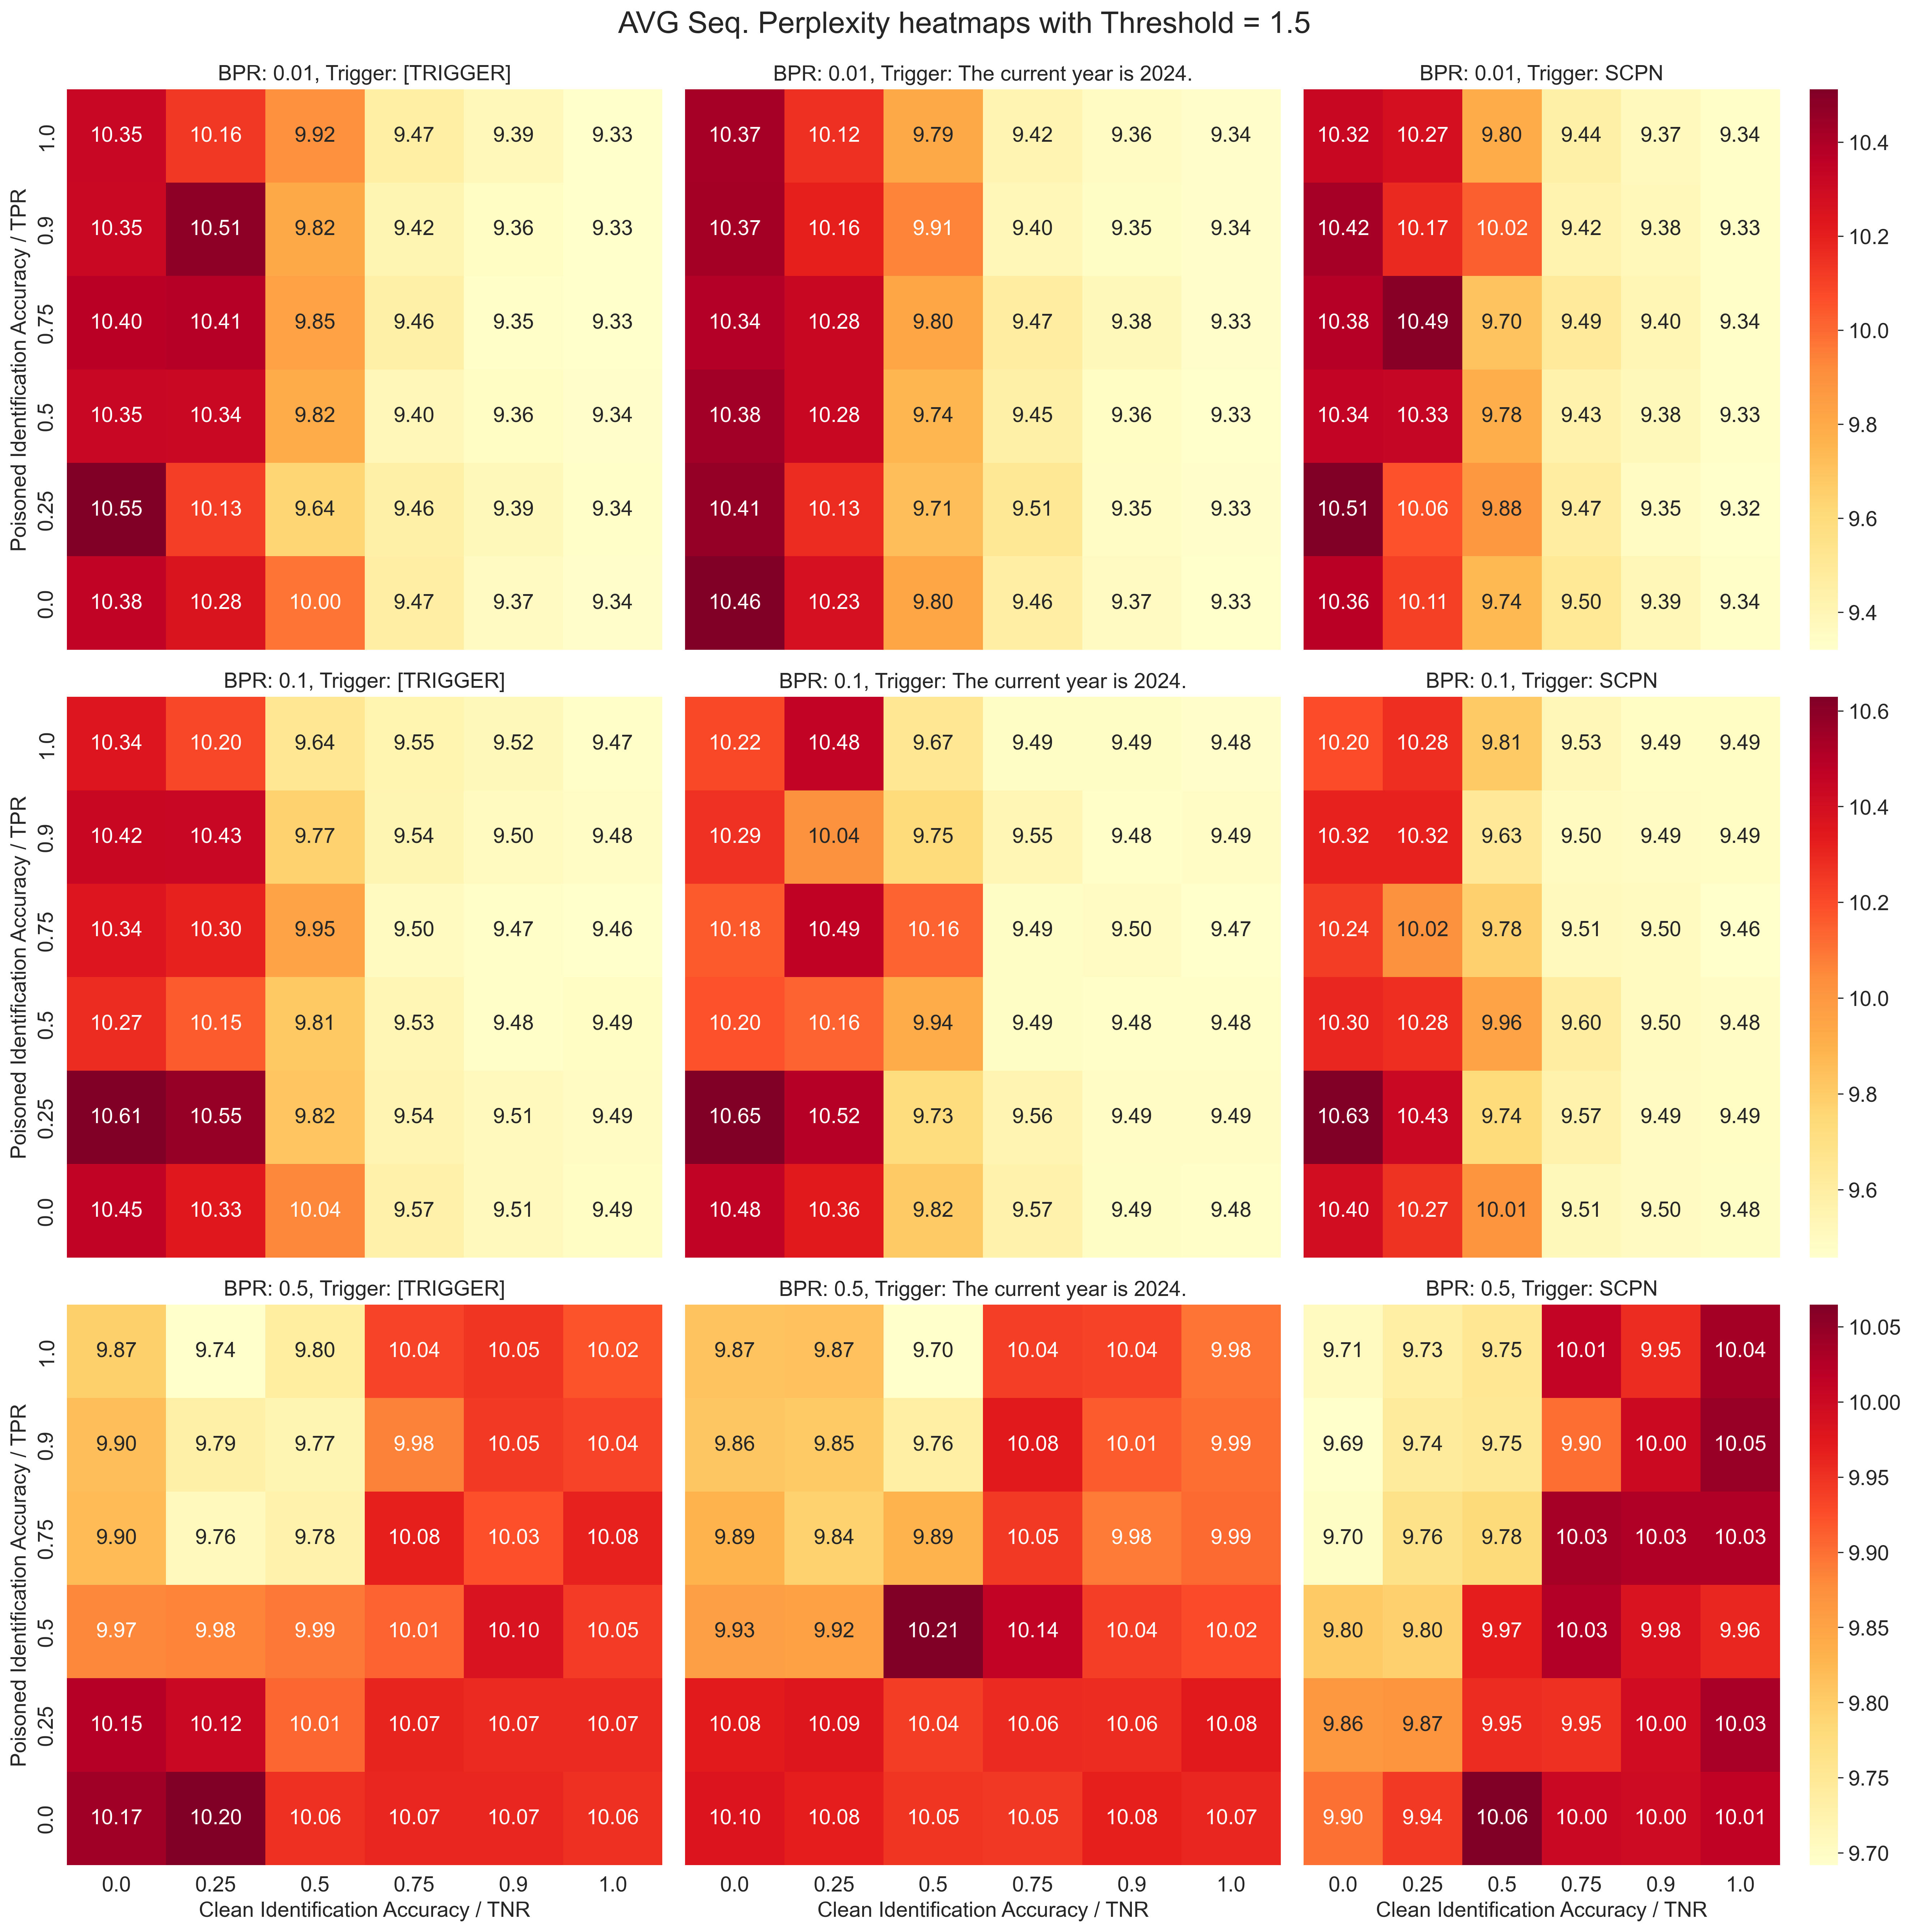 AVG Seq. Perplexity heatmaps with Threshold = 1.5
BPR: 0.01, Trigger: [TRIGGER]
BPR: 0.01, Trigger: The current year is 2024.
BPR: 0.01, Trigger: SCPN
Poisoned Identification Accuracy / TPR
1.0 10.35 10.16 9.92 9.47 9.39 9.33 10.37 10.12 9.79 9.42 9.36 9.34 10.32 10.27 9.80 9.44 9.37 9.34
0.9 10.35 10.51 9.82 9.42 9.36 9.33 10.37 10.16 9.91 9.40 9.35 9.34 10.42 10.17 10.02 9.42 9.38 9.33
0.75 10.40 10.41 9.85 9.46 9.35 9.33 10.34 10.28 9.80 9.47 9.38 9.33 10.38 10.49 9.70 9.49 9.40 9.34
0.5 10.35 10.34 9.82 9.40 9.36 9.34 10.38 10.28 9.74 9.45 9.36 9.33 10.34 10.33 9.78 9.43 9.38 9.33
0.25 10.55 10.13 9.64 9.46 9.39 9.34 10.41 10.13 9.71 9.51 9.35 9.33 10.51 10.06 9.88 9.47 9.35 9.32
0.0 10.38 10.28 10.00 9.47 9.37 9.34 10.46 10.23 9.80 9.46 9.37 9.33 10.36 10.11 9.74 9.50 9.39 9.34
10.4
10.2
10.0
9.8
9.6
9.4
BPR: 0.1, Trigger: [TRIGGER]
BPR: 0.1, Trigger: The current year is 2024.
BPR: 0.1, Trigger: SCPN
Poisoned Identification Accuracy / TPR
1.0 10.34 10.20 9.64 9.55 9.52 9.47 10.22 10.48 9.67 9.49 9.49 9.48 10.20 10.28 9.81 9.53 9.49 9.49
0.9 10.42 10.43 9.77 9.54 9.50 9.48 10.29 10.04 9.75 9.55 9.48 9.49 10.32 10.32 9.63 9.50 9.49 9.49
0.75 10.34 10.30 9.95 9.50 9.47 9.46 10.18 10.49 10.16 9.49 9.50 9.47 10.24 10.02 9.78 9.51 9.50 9.46
0.5 10.27 10.15 9.81 9.53 9.48 9.49 10.20 10.16 9.94 9.49 9.48 9.48 10.30 10.28 9.96 9.60 9.50 9.48
0.25 10.61 10.55 9.82 9.54 9.51 9.49 10.65 10.52 9.73 9.56 9.49 9.49 10.63 10.43 9.74 9.57 9.49 9.49
0.0 10.45 10.33 10.04 9.57 9.51 9.49 10.48 10.36 9.82 9.57 9.49 9.48 10.40 10.27 10.01 9.51 9.50 9.48
10.6
10.4
10.2
10.0
9.8
9.6
BPR: 0.5, Trigger: [TRIGGER]
BPR: 0.5, Trigger: The current year is 2024.
BPR: 0.5, Trigger: SCPN
Poisoned Identification Accuracy / TPR
1.0 9.87 9.74 9.80 10.04 10.05 10.02 9.87 9.87 9.70 10.04 10.04 9.98 9.71 9.73 9.75 10.01 9.95 10.04
0.9 9.90 9.79 9.77 9.98 10.05 10.04 9.86 9.85 9.76 10.08 10.01 9.99 9.69 9.74 9.75 9.90 10.00 10.05
0.75 9.90 9.76 9.78 10.08 10.03 10.08 9.89 9.84 9.89 10.05 9.98 9.99 9.70 9.76 9.78 10.03 10.03 10.03
0.5 9.97 9.98 9.99 10.01 10.10 10.05 9.93 9.92 10.21 10.14 10.04 10.02 9.80 9.80 9.97 10.03 9.98 9.96
0.25 10.15 10.12 10.01 10.07 10.07 10.07 10.08 10.09 10.04 10.06 10.06 10.08 9.86 9.87 9.95 9.95 10.00 10.03
0.0 10.17 10.20 10.06 10.07 10.07 10.06 10.10 10.08 10.05 10.05 10.08 10.07 9.90 9.94 10.06 10.00 10.00 10.01
10.05
10.00
9.95
9.90
9.85
9.80
9.75
9.70
0.0 0.25 0.5 0.75 0.9 1.0 0.0 0.25 0.5 0.75 0.9 1.0 0.0 0.25 0.5 0.75 0.9 1.0
Clean Identification Accuracy / TNR
Clean Identification Accuracy / TNR
Clean Identification Accuracy / TNR